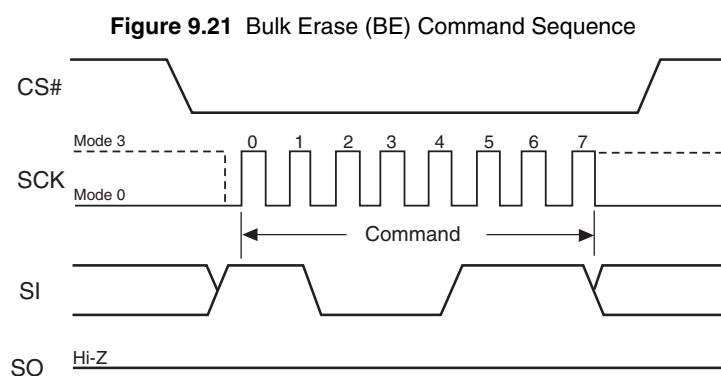 Figure 9.21 Bulk Erase (BE) Command Sequence
CS#
Mode 3
0 1 2 3 4 5 6 7
SCK
Mode 0
Command
SI
Hi-Z
SO